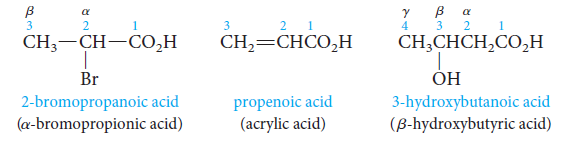 β α γ β α
3 2 1 3 2 1 4 3 2 1
CH₃—CH—CO₂H CH₂=CHCO₂H CH₃CHCH₂CO₂H
Br OH
2-bromopropanoic acid propenoic acid 3-hydroxybutanoic acid
(α-bromopropionic acid) (acrylic acid) (β-hydroxybutyric acid)